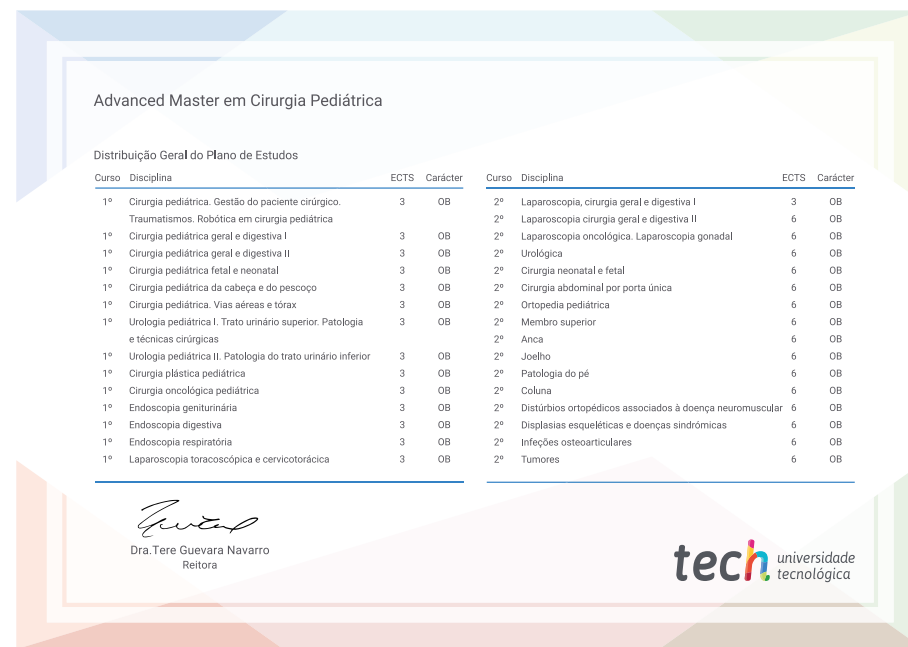 Advanced Master em Cirurgia Pediátrica
Distribuição Geral do Plano de Estudos
Curso Disciplina ECTS Carácter
1º Cirurgia pediátrica. Gestão do paciente cirúrgico. 3 OB
Traumatismos. Robótica em cirurgia pediátrica
1º Cirurgia pediátrica geral e digestiva I 3 OB
1º Cirurgia pediátrica geral e digestiva II 3 OB
1º Cirurgia pediátrica fetal e neonatal 3 OB
1º Cirurgia pediátrica da cabeça e do pescoço 3 OB
1º Cirurgia pediátrica. Vias aéreas e tórax 3 OB
1º Urologia pediátrica I. Trato urinário superior. Patologia 3 OB
e técnicas cirúrgicas
1º Urologia pediátrica II. Patologia do trato urinário inferior 3 OB
1º Cirurgia plástica pediátrica 3 OB
1º Cirurgia oncológica pediátrica 3 OB
1º Endoscopia geniturinária 3 OB
1º Endoscopia digestiva 3 OB
1º Endoscopia respiratória 3 OB
1º Laparoscopia toracoscópica e cervicotorácica 3 OB
Curso Disciplina ECTS Carácter
2º Laparoscopia, cirurgia geral e digestiva I 3 OB
2º Laparoscopia cirurgia geral e digestiva II 6 OB
2º Laparoscopia oncológica. Laparoscopia gonadal 6 OB
2º Urológica 6 OB
2º Cirurgia neonatal e fetal 6 OB
2º Cirurgia abdominal por porta única 6 OB
2º Ortopedia pediátrica 6 OB
2º Membro superior 6 OB
2º Anca 6 OB
2º Joelho 6 OB
2º Patologia do pé 6 OB
2º Coluna 6 OB
2º Distúrbios ortopédicos associados à doença neuromuscular 6 OB
2º Displasias esqueléticas e doenças sindrómicas 6 OB
2º Infeções osteoarticulares 6 OB
2º Tumores 6 OB
Dra.Tere Guevara Navarro
Reitora
tech universidade
tecnológica